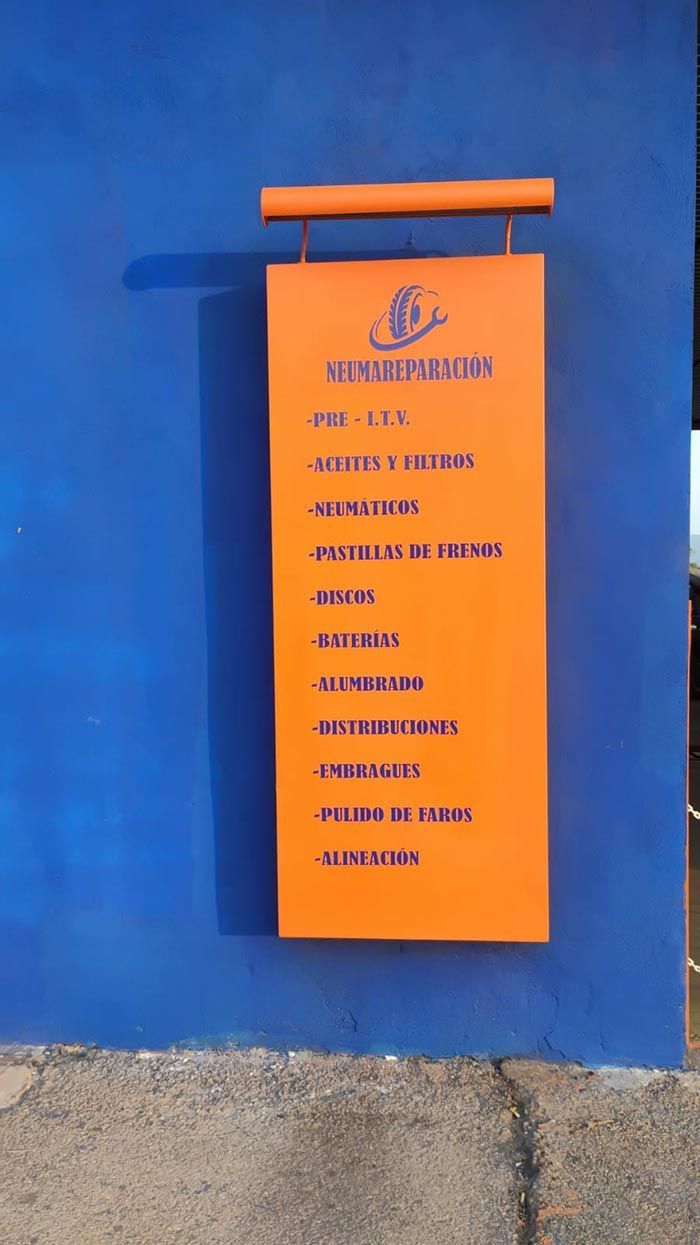 NEUMAREPARACIÓN
-PRE - I.T.V.
-ACEITES Y FILTROS
-NEUMÁTICOS
-PASTILLAS DE FRENOS
-DISCOS
-BATERÍAS
-ALUMBRADO
-DISTRIBUCIONES
-EMBRAGUES
-PULIDO DE FAROS
-ALINEACIÓN